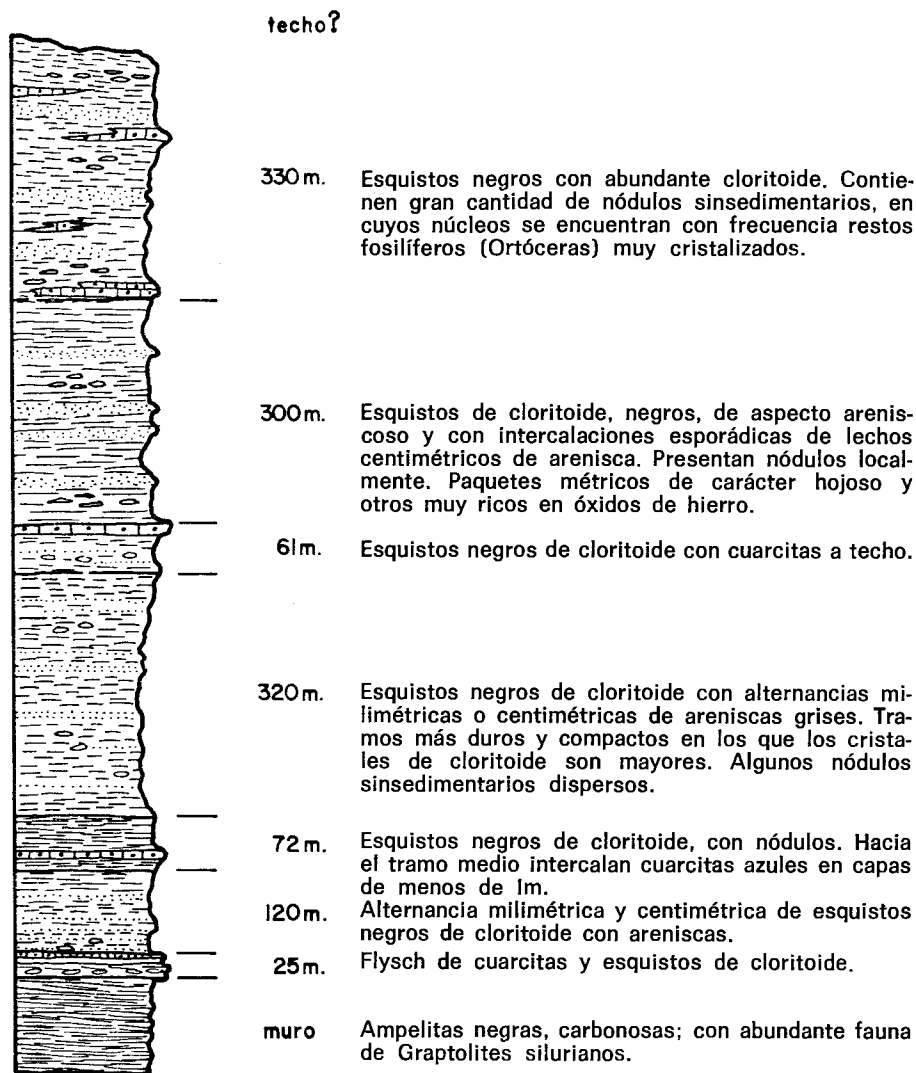 techo?
330 m. Esquistos negros con abundante cloritoide. Contie-
nen gran cantidad de nódulos sinsedimentarios, en
cuyos núcleos se encuentran con frecuencia restos
fosilíferos (Ortóceras) muy cristalizados.
300 m. Esquistos de cloritoide, negros, de aspecto arenis-
coso y con intercalaciones esporádicas de lechos
centimétricos de arenisca. Presentan nódulos local-
mente. Paquetes métricos de carácter hojoso y
otros muy ricos en óxidos de hierro.
61 m. Esquistos negros de cloritoide con cuarcitas a techo.
320 m. Esquistos negros de cloritoide con alternancias mi-
limétricas o centimétricas de areniscas grises. Tra-
mos más duros y compactos en los que los crista-
les de cloritoide son mayores. Algunos nódulos
sinsedimentarios dispersos.
72 m. Esquistos negros de cloritoide, con nódulos. Hacia
el tramo medio intercalan cuarcitas azules en capas
de menos de 1m.
120 m. Alternancia milimétrica y centimétrica de esquistos
negros de cloritoide con areniscas.
25 m. Flysch de cuarcitas y esquistos de cloritoide.
muro Ampelitas negras, carbonosas; con abundante fauna
de Graptolites silurianos.